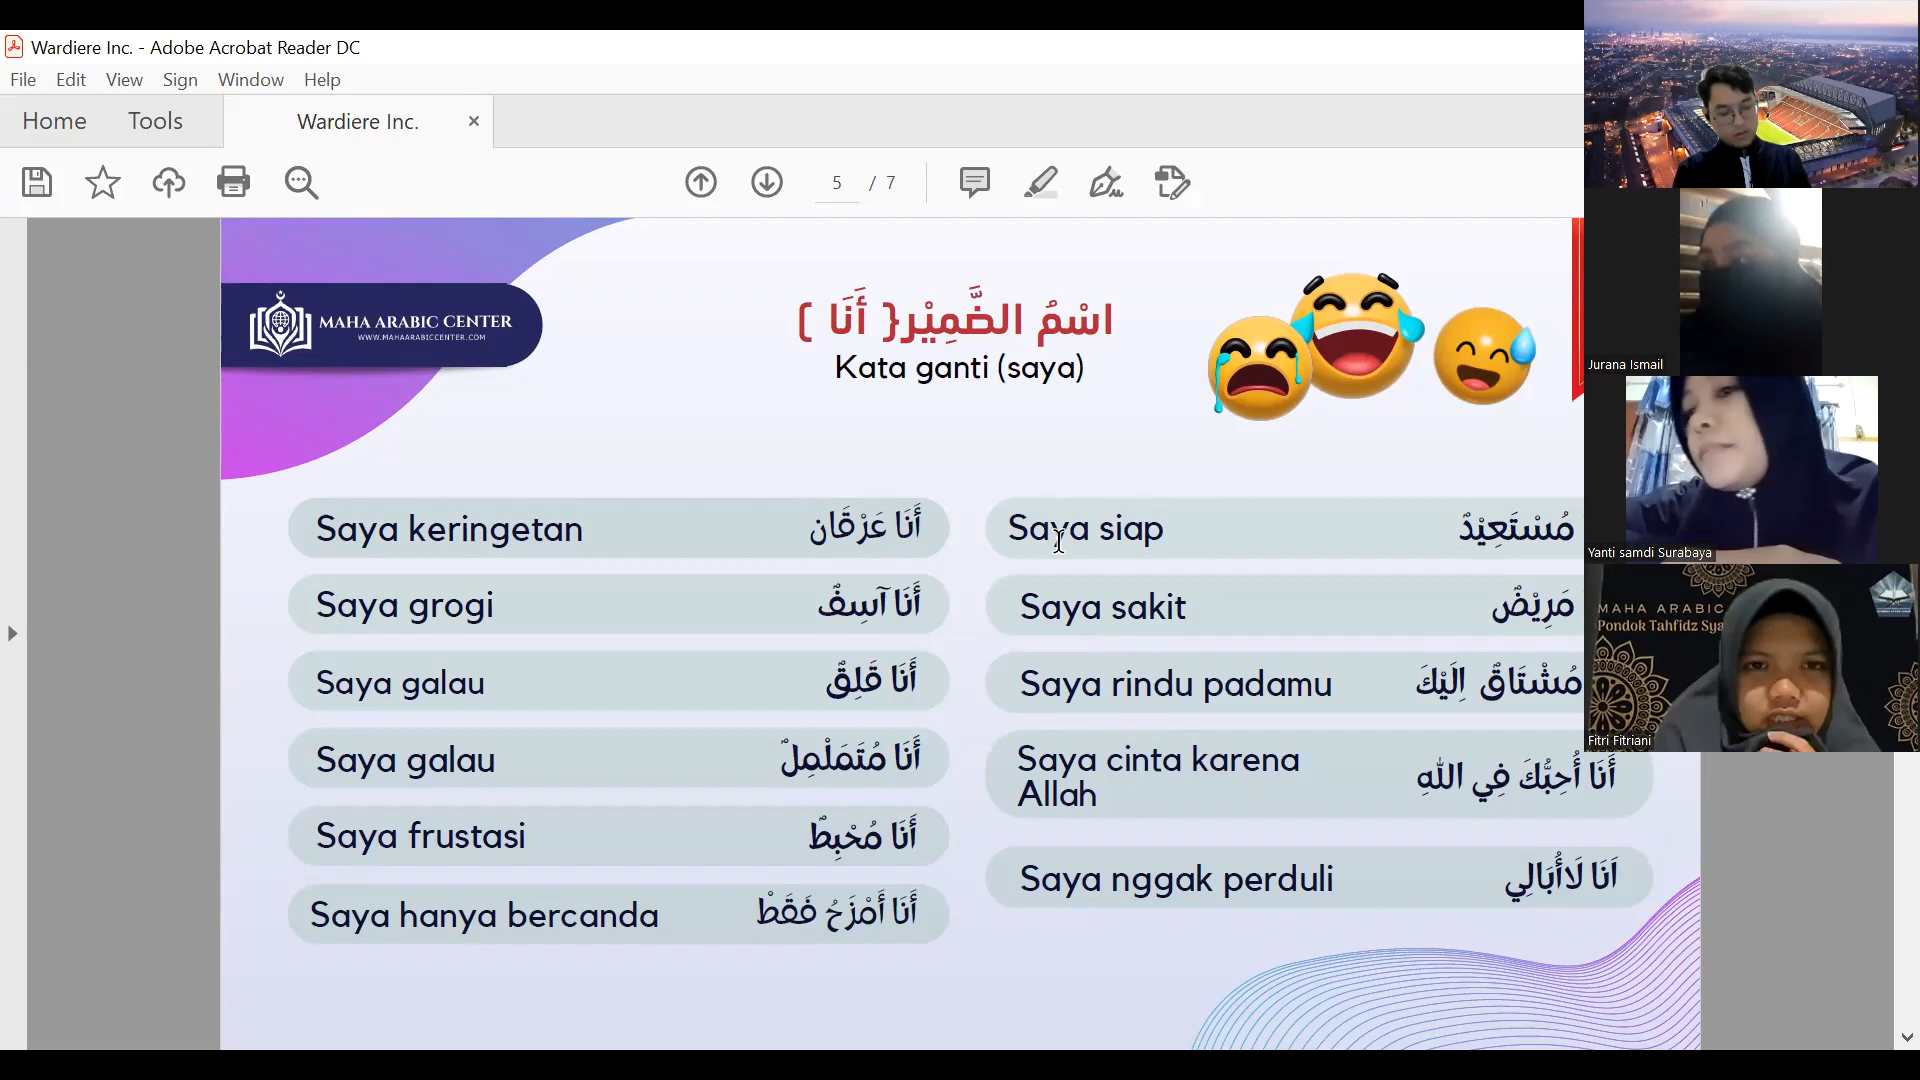 Wardiere Inc. - Adobe Acrobat Reader DC
File Edit View Sign Window Help
Home Tools Wardiere Inc.
5 / 7
MAHA ARABIC CENTER
WWW.MAHAARABICCENTER.COM
اسْمُ الضَّمِيْر{ أَنَا )
Kata ganti (saya)
Saya keringetan أَنَا عَرْقَان
Saya grogi أَنَا آسِفٌ
Saya galau أَنَا قَلِقٌ
Saya galau أَنَا مُتَمَلْمِلٌ
Saya frustasi أَنَا مُحْبِطٌ
Saya hanya bercanda أَنَا أَمْزَحُ فَقَطْ
Saya siap مُسْتَعِيْدٌ
Saya sakit مَرِيْضٌ
Saya rindu padamu مُشْتَاقٌ اِلَيْكَ
Saya cinta karena
Allah أَنَا أُحِبُّكَ فِي اللهِ
Saya nggak perduli اَنَا لَاأُبَالِي
Jurana Ismail
Yanti samdi Surabaya
MAHA ARABIC
Pondok Tahfidz Sya
Fitri Fitriani